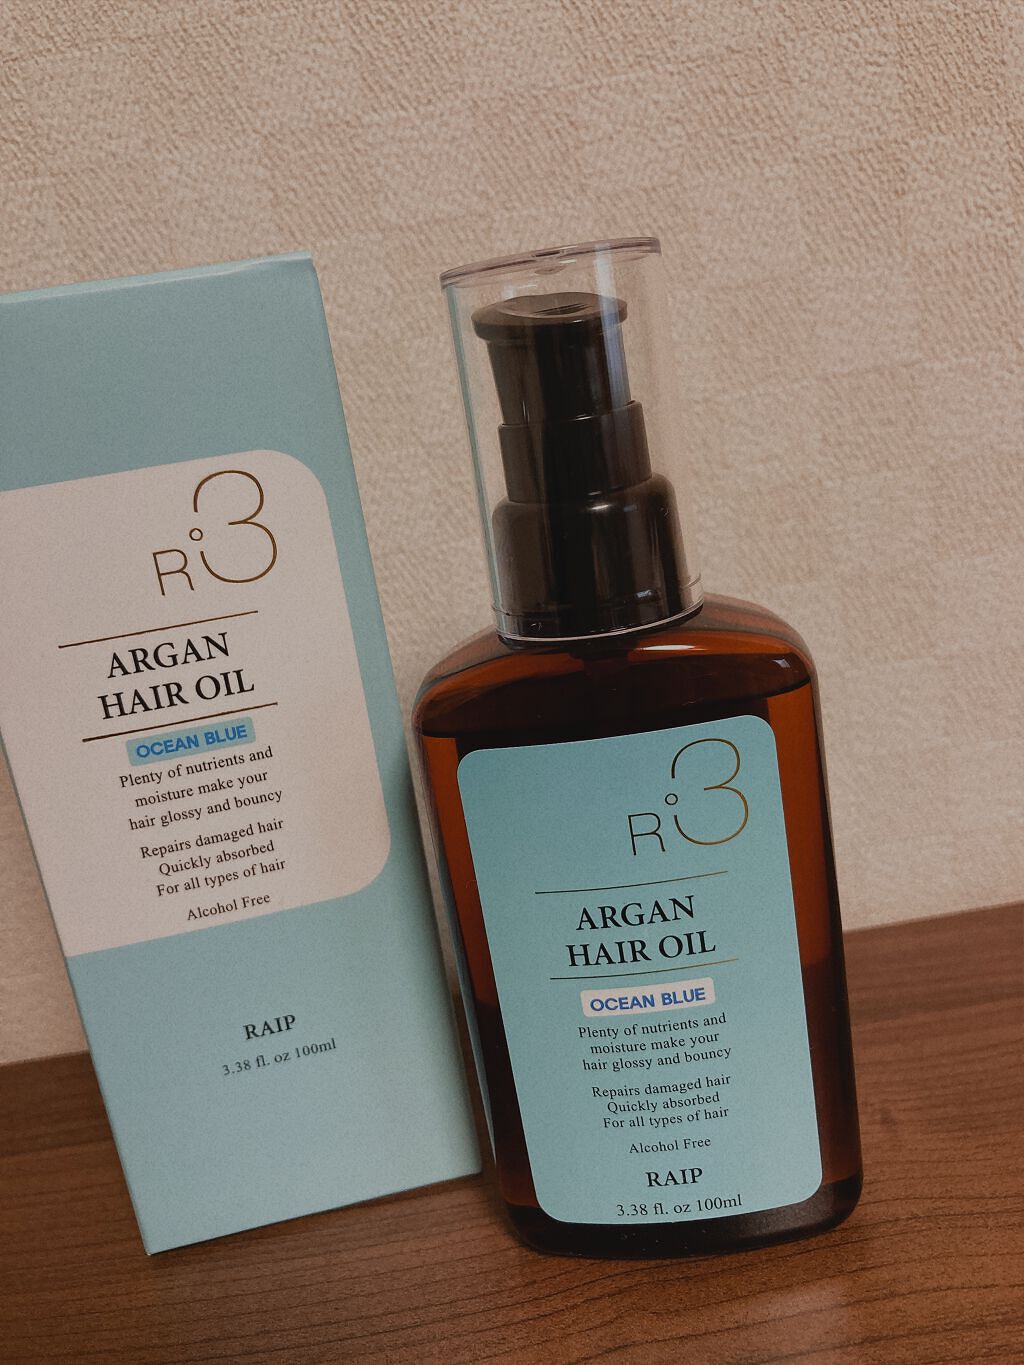 R3
ARGAN
HAIR OIL
OCEAN BLUE
Plenty of nutrients and
moisture make your
hair glossy and bouncy
Repairs damaged hair
Quickly absorbed
For all types of hair
Alcohol Free
RAIP
3.38 fl. oz 100ml
R3
ARGAN
HAIR OIL
OCEAN BLUE
Plenty of nutrients and
moisture make your
hair glossy and bouncy
Repairs damaged hair
Quickly absorbed
For all types of hair
Alcohol Free
RAIP
3.38 fl. oz 100ml